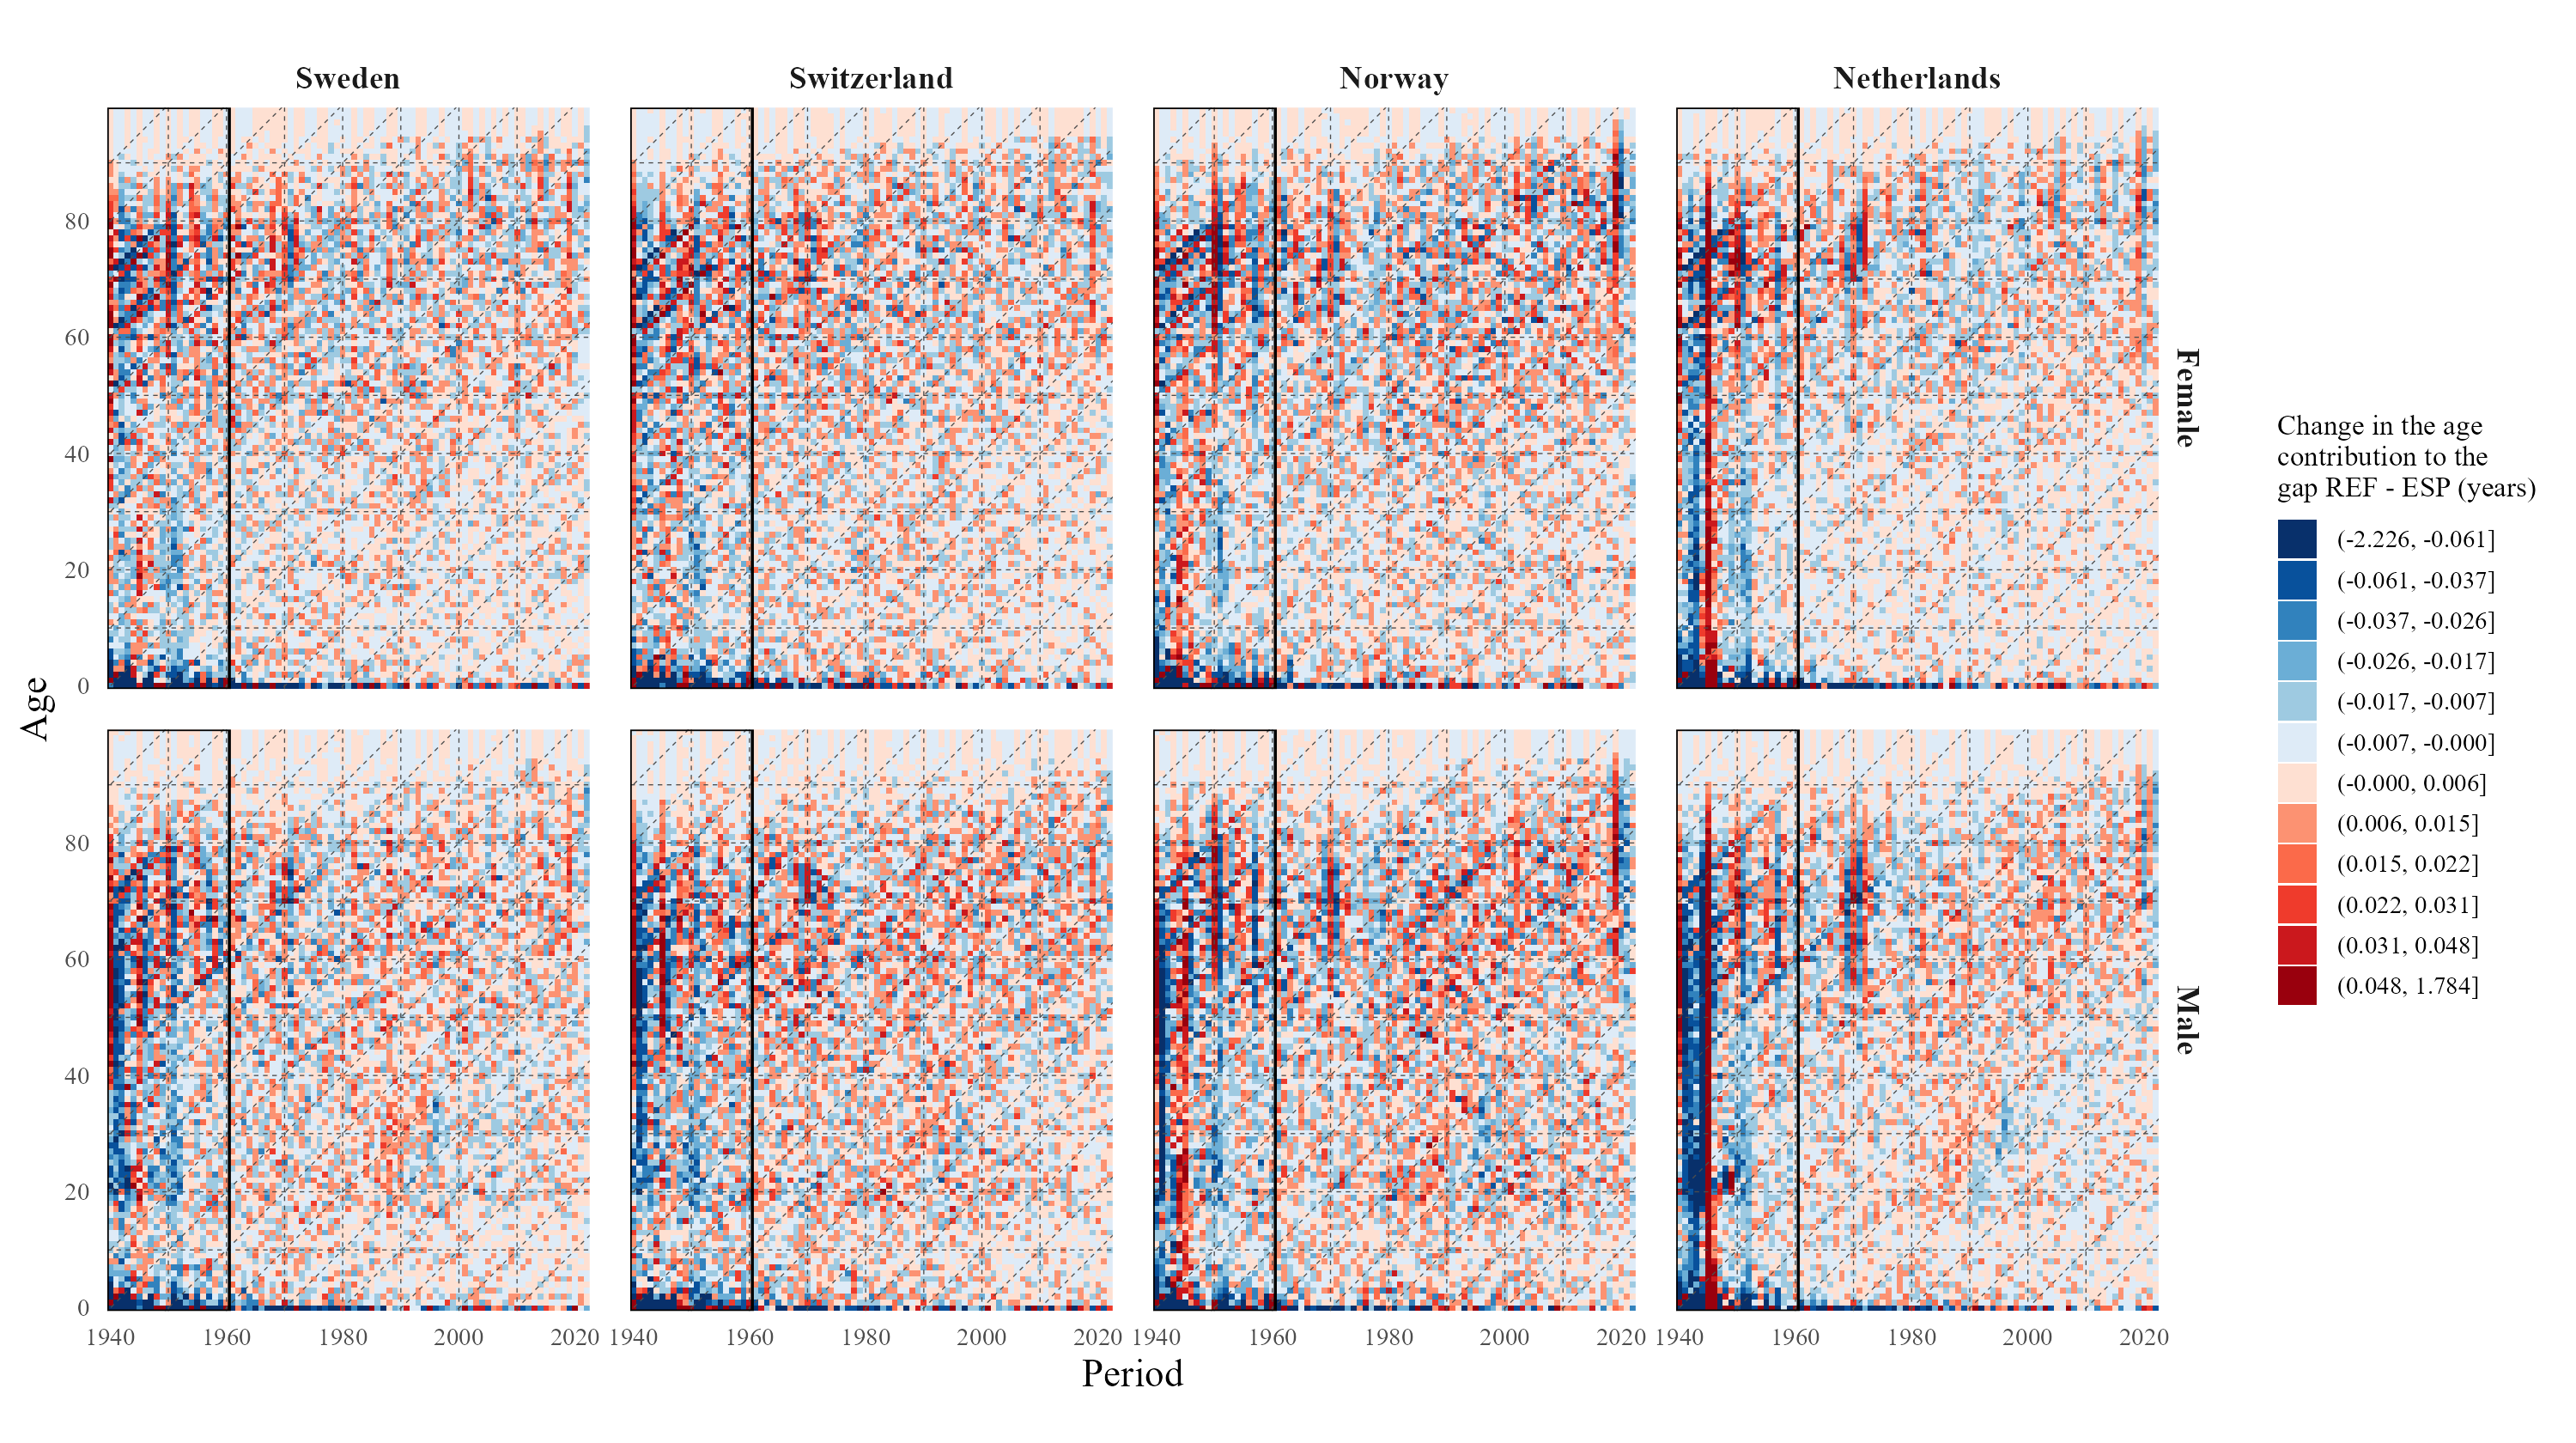 Sweden
Switzerland
Norway
Netherlands
80
60
40
20
0
Female
80
60
40
20
0
Male
Age
1940 1960 1980 2000 2020
1940 1960 1980 2000 2020
1940 1960 1980 2000 2020
1940 1960 1980 2000 2020
Period
Change in the age
contribution to the
gap REF - ESP (years)
(-2.226, -0.061]
(-0.061, -0.037]
(-0.037, -0.026]
(-0.026, -0.017]
(-0.017, -0.007]
(-0.007, -0.000]
(-0.000, 0.006]
(0.006, 0.015]
(0.015, 0.022]
(0.022, 0.031]
(0.031, 0.048]
(0.048, 1.784]